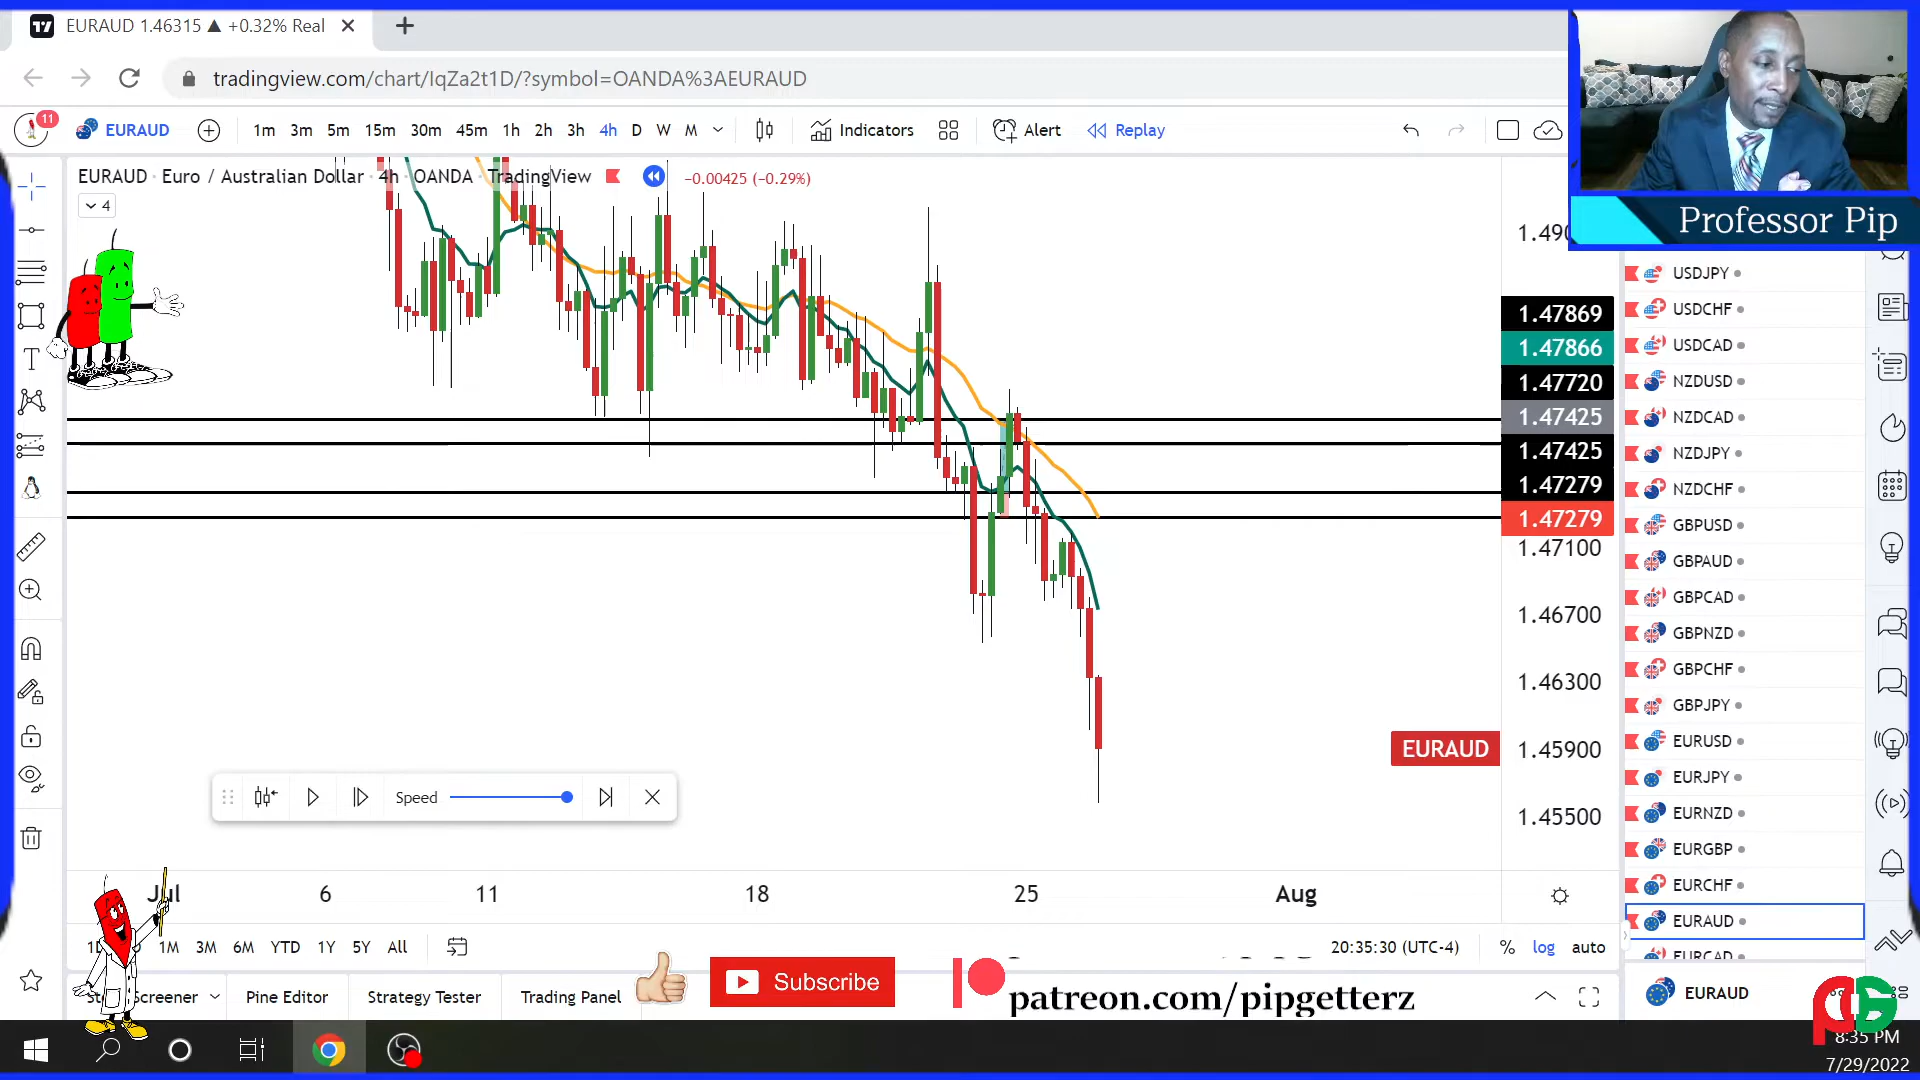 EURAUD 1.46315 ▲ +0.32% Real
tradingview.com/chart/IqZa2t1D/?symbol=OANDA%3AEURAUD
11
EURAUD
1m 3m 5m 15m 30m 45m 1h 2h 3h 4h D W M
Indicators
Alert
Replay
EURAUD · Euro / Australian Dollar · 4h · OANDA · TradingView
−0.00425 (−0.29%)
4
Professor Pip
1.47869
1.47866
1.47720
1.47425
1.47425
1.47279
1.47279
1.47100
1.46700
1.46300
EURAUD
1.45900
1.45500
USDJPY
USDCHF
USDCAD
NZDUSD
NZDCAD
NZDJPY
NZDCHF
GBPUSD
GBPAUD
GBPCAD
GBPNZD
GBPCHF
GBPJPY
EURUSD
EURJPY
EURNZD
EURGBP
EURCHF
EURAUD
EURCAD
EURAUD
Speed
Jul 6 11 18 25 Aug
1M 3M 6M YTD 1Y 5Y All
20:35:30 (UTC-4)
% log auto
Pine Editor
Strategy Tester
Trading Panel
Subscribe
patreon.com/pipgetterz
8:35 PM
7/29/2022